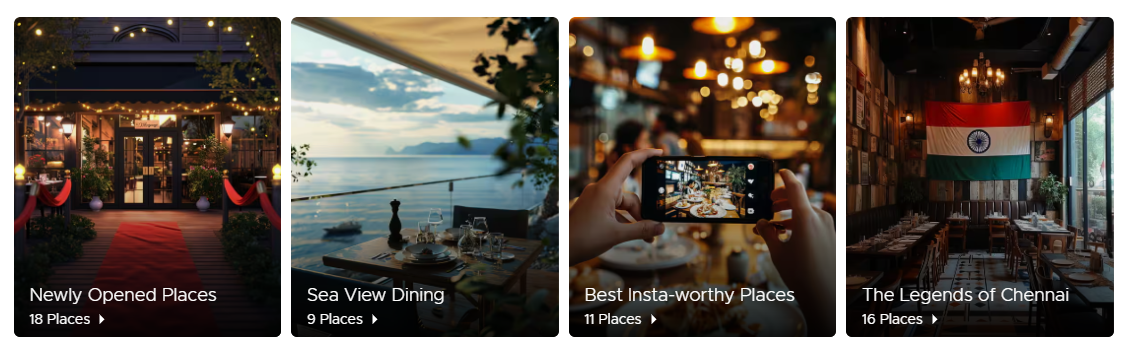 Newly Opened Places
18 Places
Sea View Dining
9 Places
Best Insta-worthy Places
11 Places
The Legends of Chennai
16 Places